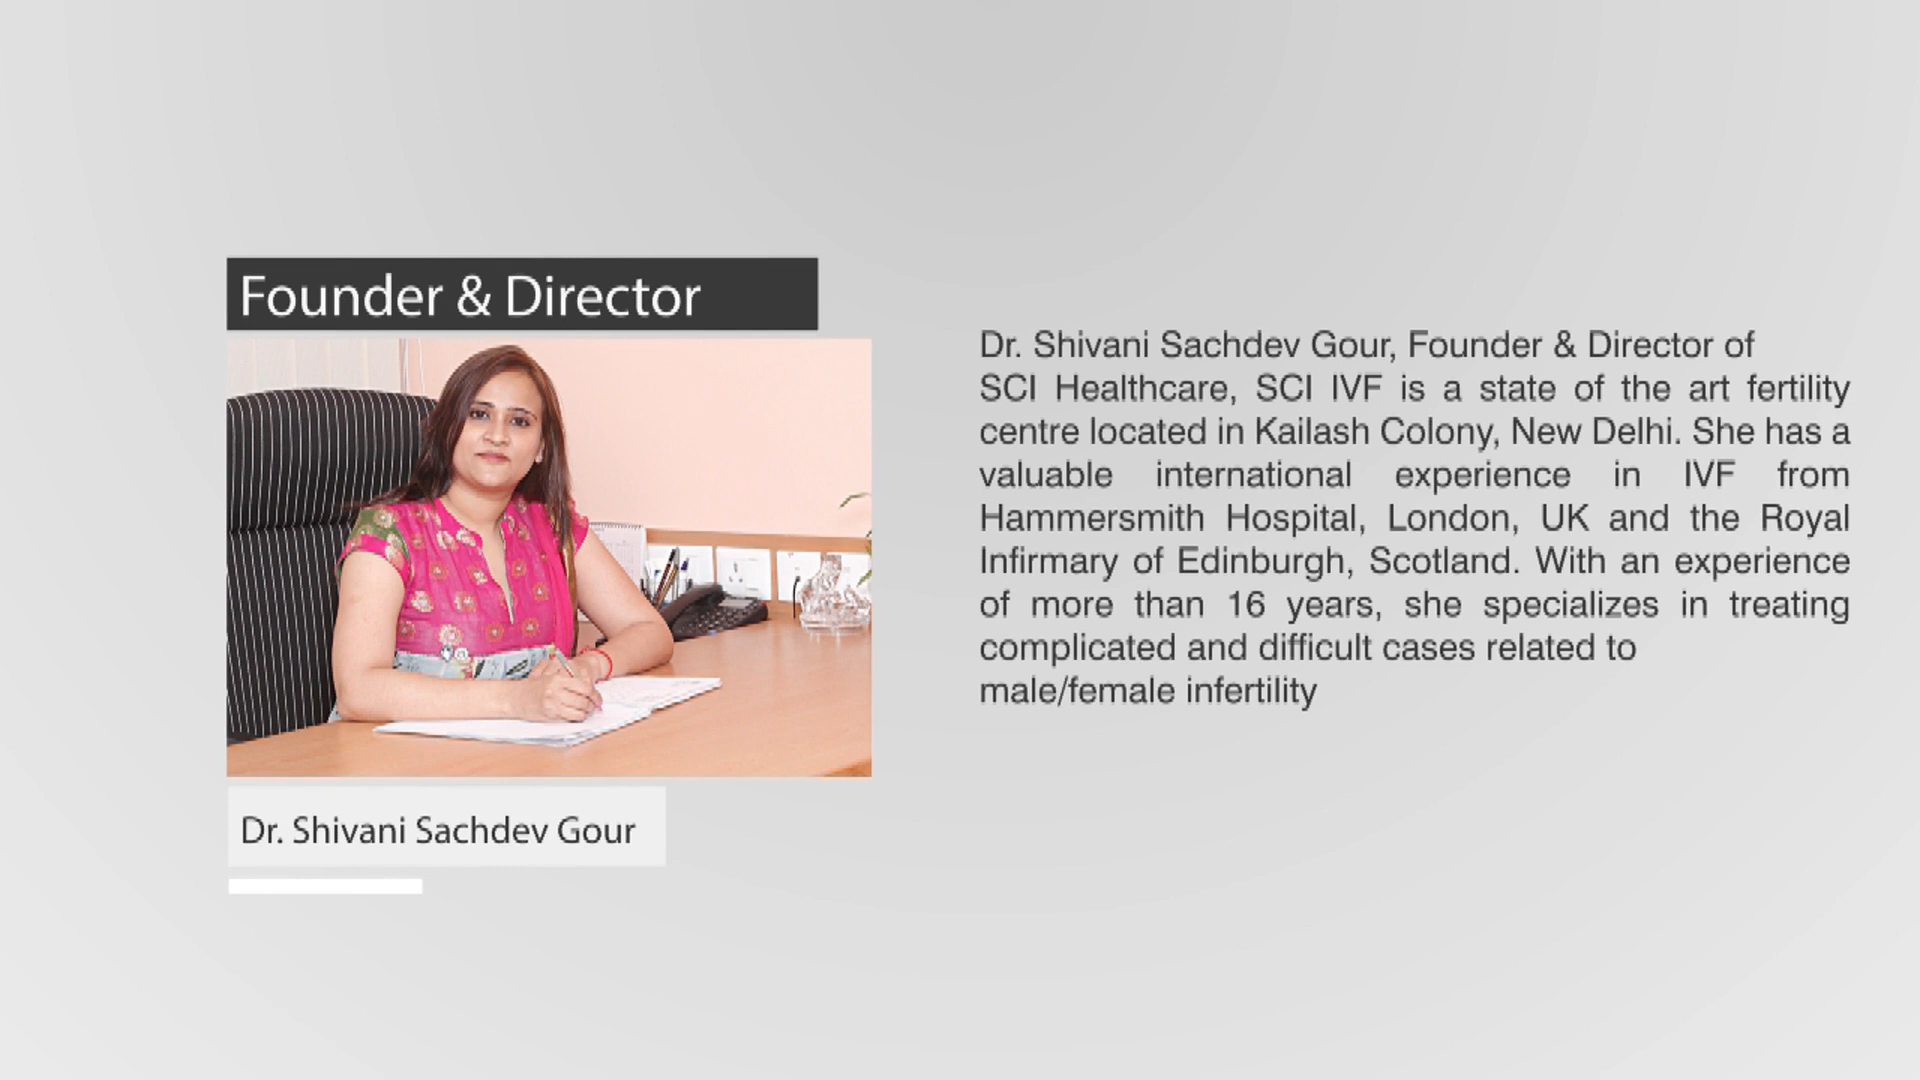 Founder & Director
Dr. Shivani Sachdev Gour
Dr. Shivani Sachdev Gour, Founder & Director of
SCI Healthcare, SCI IVF is a state of the art fertility
centre located in Kailash Colony, New Delhi. She has a
valuable international experience in IVF from
Hammersmith Hospital, London, UK and the Royal
Infirmary of Edinburgh, Scotland. With an experience
of more than 16 years, she specializes in treating
complicated and difficult cases related to
male/female infertility